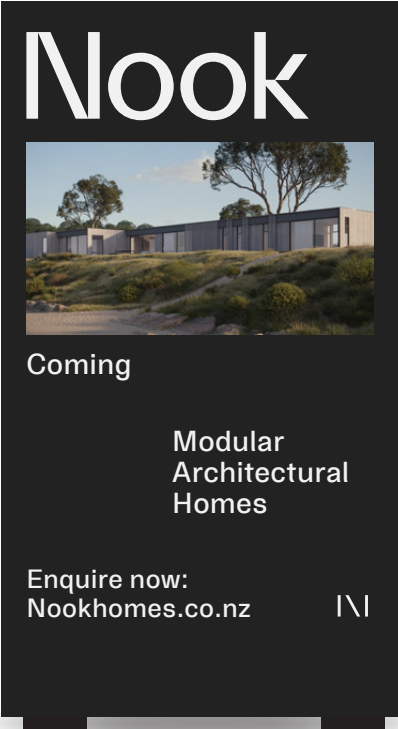 Nook
Coming
Modular
Architectural
Homes
Enquire now:
Nookhomes.co.nz
N